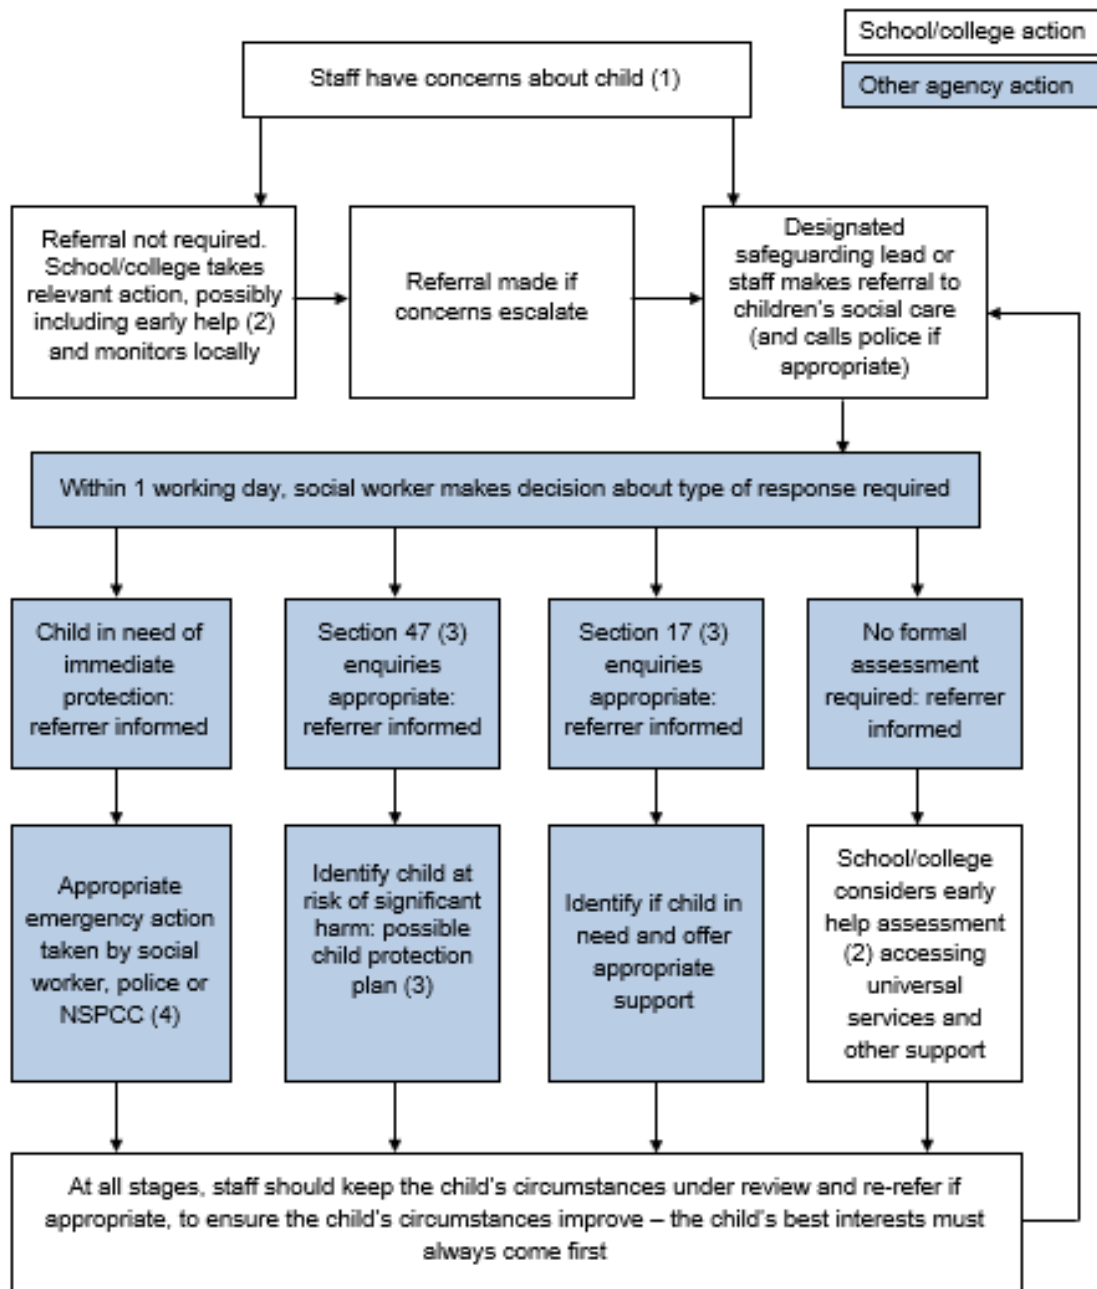 School/college action
Other agency action
Staff have concerns about child (1)
Referral not required.
School/college takes
relevant action, possibly
including early help (2)
and monitors locally
Referral made if
concerns escalate
Designated
safeguarding lead or
staff makes referral to
children's social care
(and calls police if
appropriate)
Within 1 working day, social worker makes decision about type of response required
Child in need of
immediate
protection:
referrer informed
Section 47 (3)
enquiries
appropriate:
referrer informed
Section 17 (3)
enquiries
appropriate:
referrer informed
No formal
assessment
required: referrer
informed
Appropriate
emergency action
taken by social
worker, police or
NSPCC (4)
Identify child at
risk of significant
harm: possible
child protection
plan (3)
Identify if child in
need and offer
appropriate
support
School/college
considers early
help assessment
(2) accessing
universal
services and
other support
At all stages, staff should keep the child's circumstances under review and re-refer if
appropriate, to ensure the child's circumstances improve – the child's best interests must
always come first